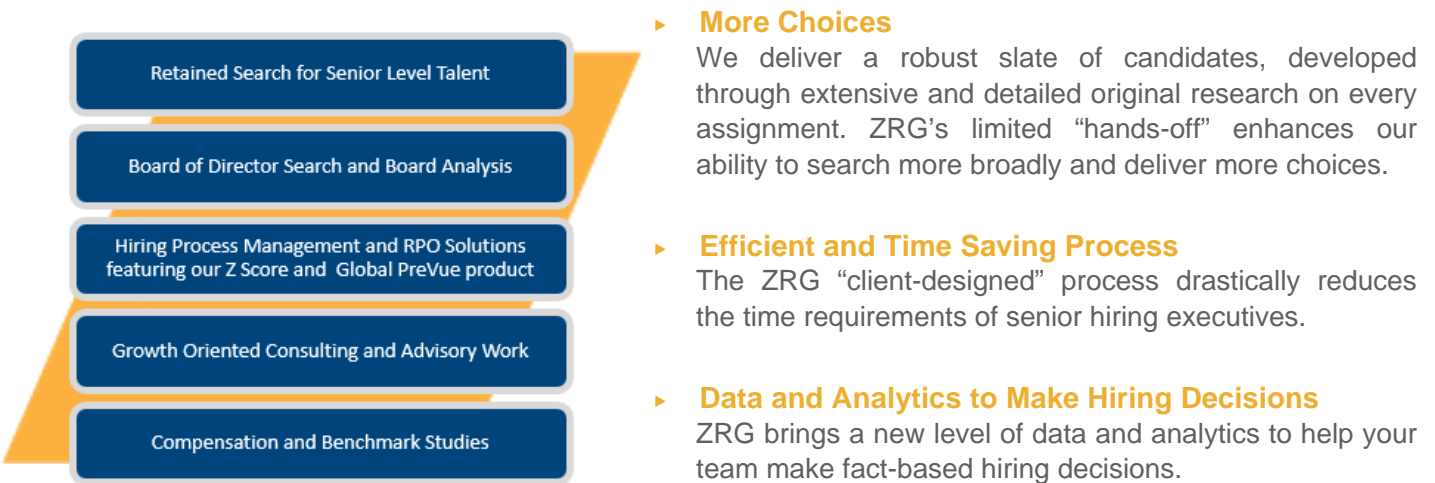 Retained Search for Senior Level Talent
Board of Director Search and Board Analysis
Hiring Process Management and RPO Solutions
featuring our Z Score and Global PreVue product
Growth Oriented Consulting and Advisory Work
Compensation and Benchmark Studies
More Choices
We deliver a robust slate of candidates, developed
through extensive and detailed original research on every
assignment. ZRG’s limited “hands-off” enhances our
ability to search more broadly and deliver more choices.
Efficient and Time Saving Process
The ZRG “client-designed” process drastically reduces
the time requirements of senior hiring executives.
Data and Analytics to Make Hiring Decisions
ZRG brings a new level of data and analytics to help your
team make fact-based hiring decisions.